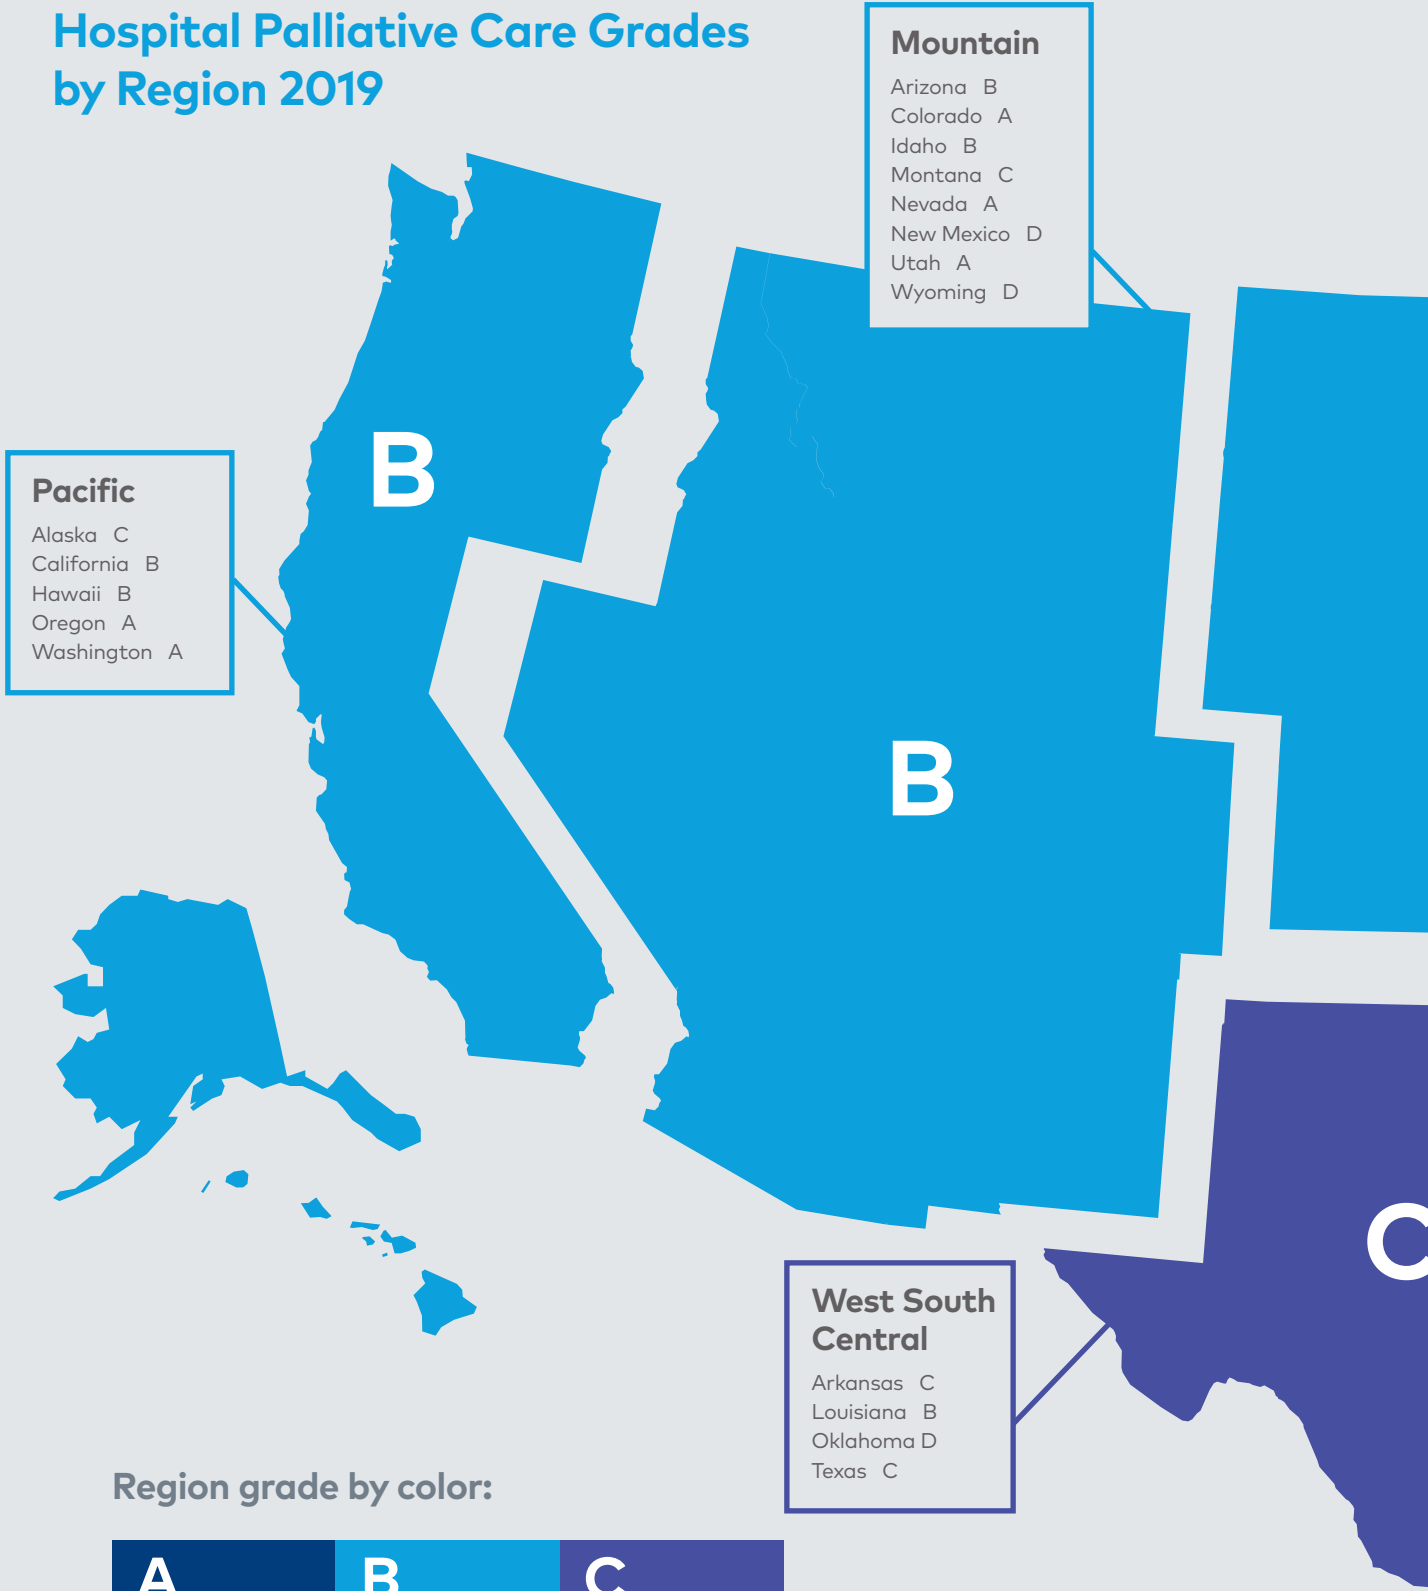 Hospital Palliative Care Grades
by Region 2019
Mountain
Arizona B
Colorado A
Idaho B
Montana C
Nevada A
New Mexico D
Utah A
Wyoming D
B
Pacific
Alaska C
California B
Hawaii B
Oregon A
Washington A
B
C
West South
Central
Arkansas C
Louisiana B
Oklahoma D
Texas C
Region grade by color:
A B C